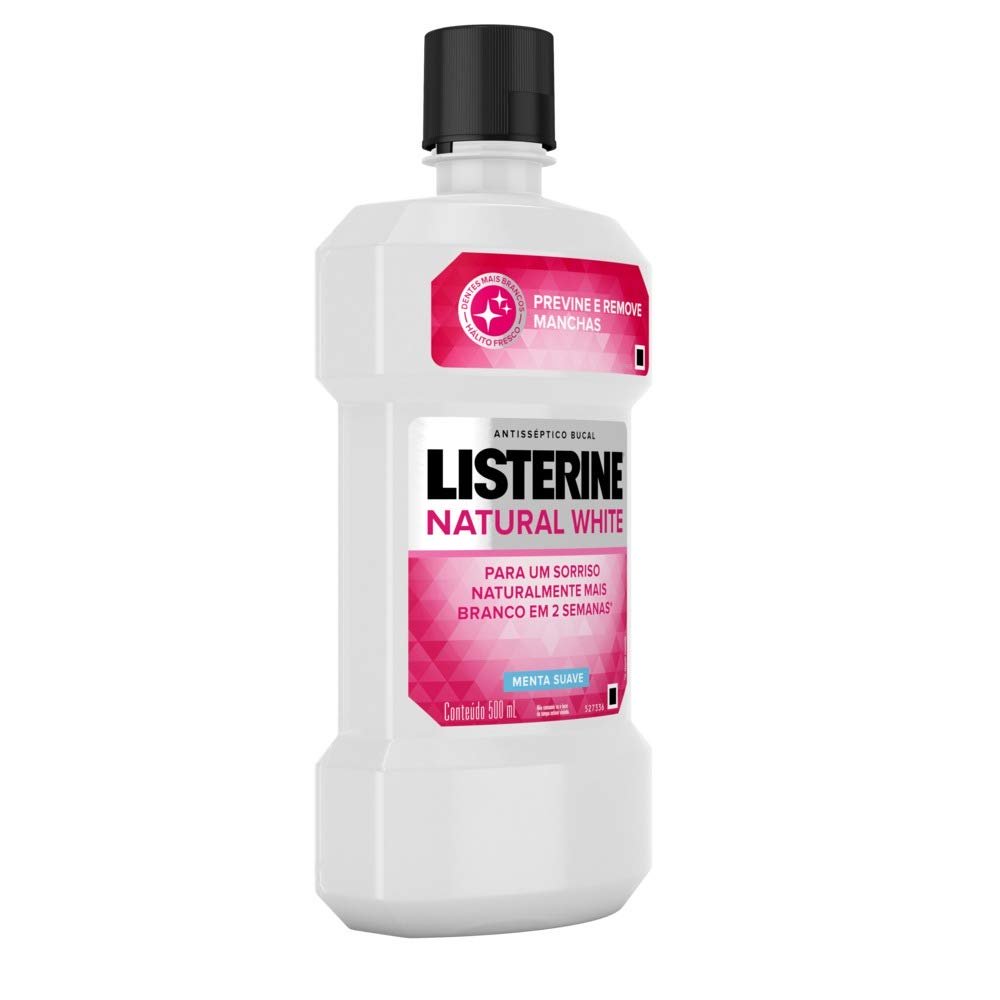 DENTES MAIS BRANCOS
HÁLITO FRESCO
PREVINE E REMOVE
MANCHAS
ANTISSÉPTICO BUCAL
LISTERINE
NATURAL WHITE
PARA UM SORRISO
NATURALMENTE MAIS
BRANCO EM 2 SEMANAS*
MENTA SUAVE
Conteúdo 500 mL
527336